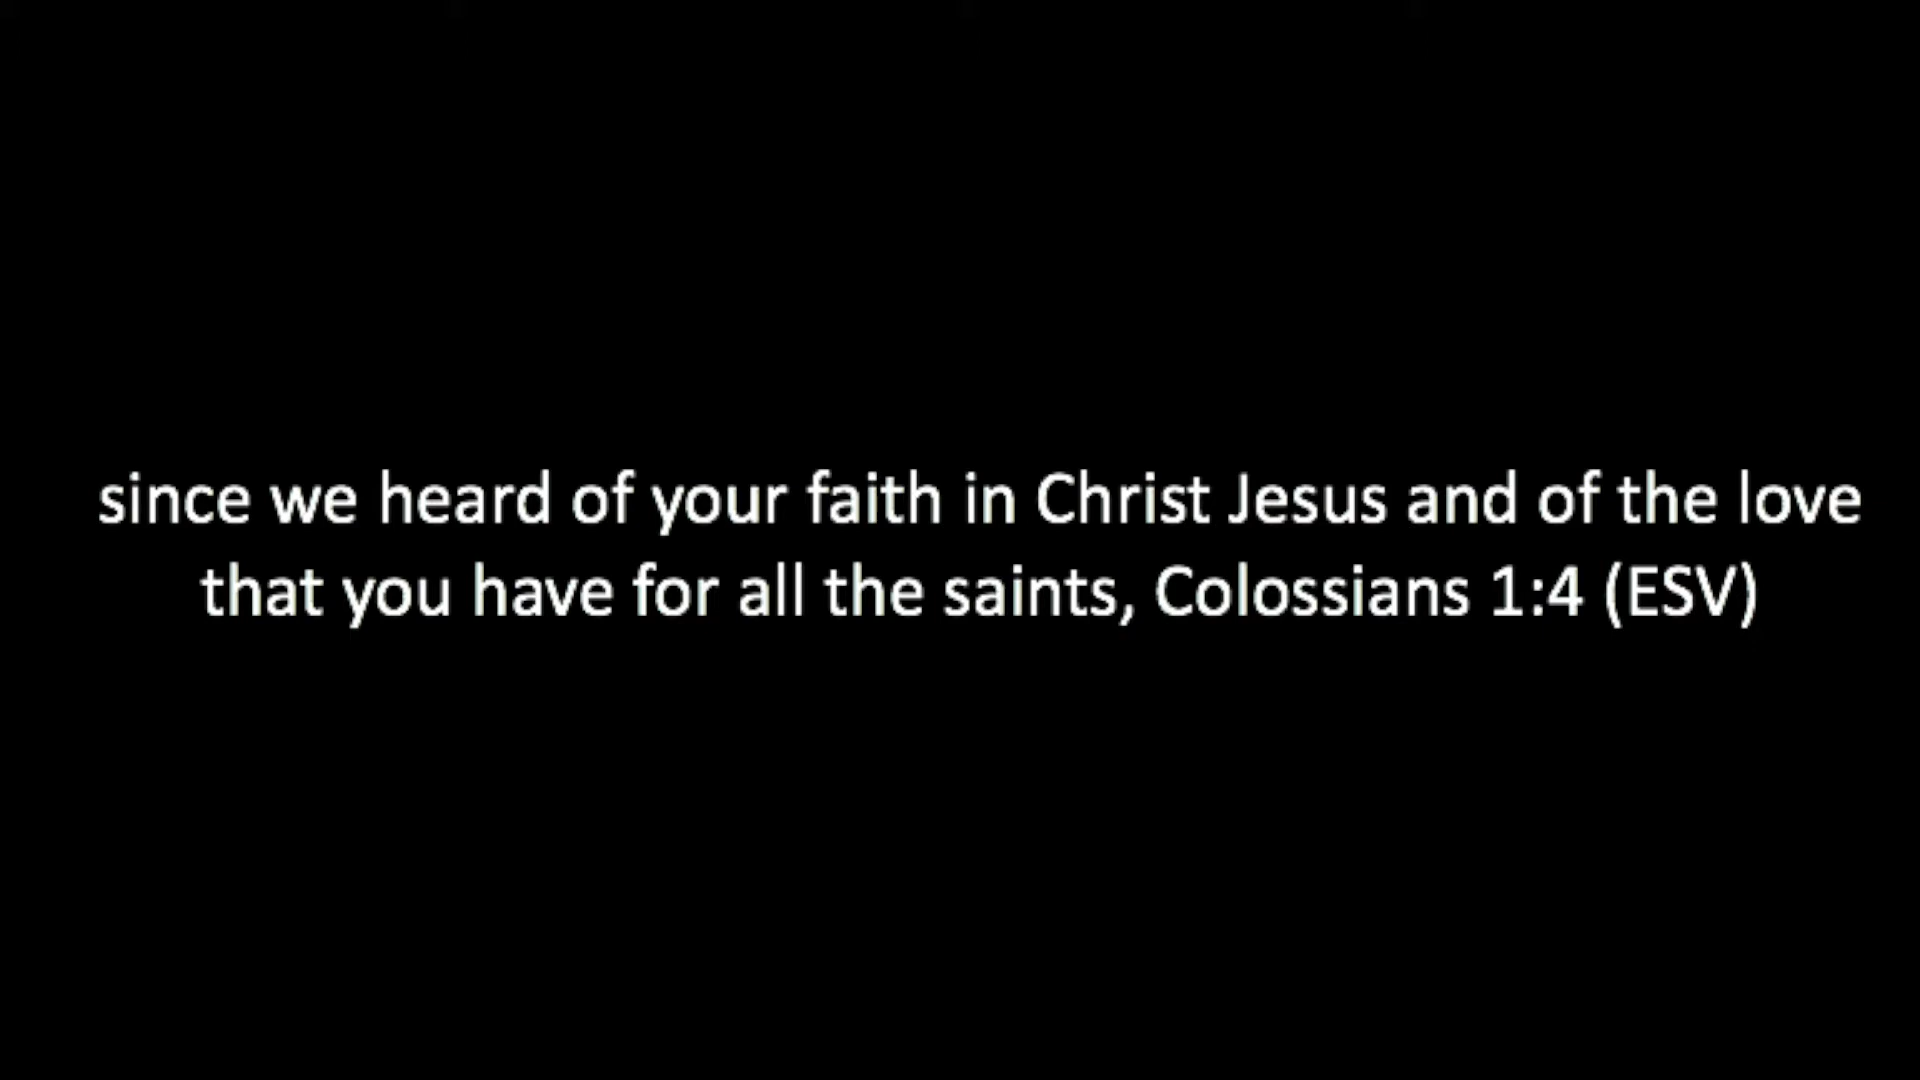 since we heard of your faith in Christ Jesus and of the love
that you have for all the saints, Colossians 1:4 (ESV)